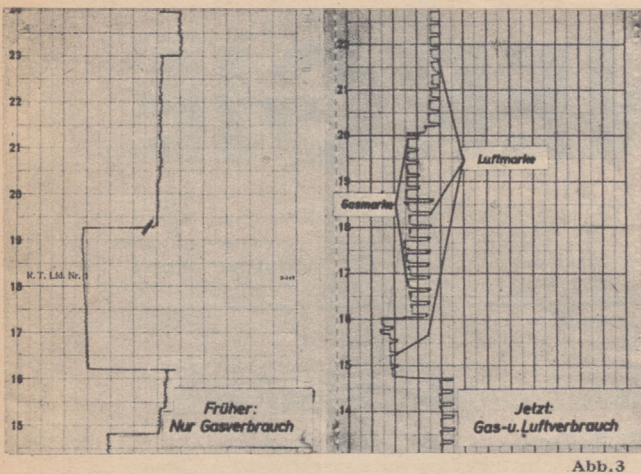 23
22
21
20
19
R. T. Lfd. Nr. 1
18
17
16
15
Früher:
Nur Gasverbrauch
22
21
20
Luftmarke
19
Gasmarke
18
17
16
15
14
Jetzt:
Gas-u. Luftverbrauch
Abb.3